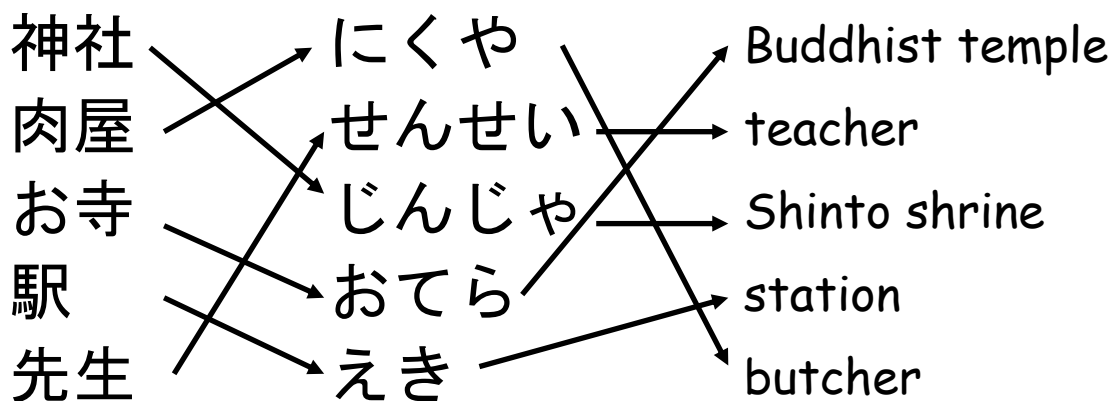 神社 にくや Buddhist temple
肉屋 せんせい teacher
お寺 じんじゃ Shinto shrine
駅 おてら station
先生 えき butcher